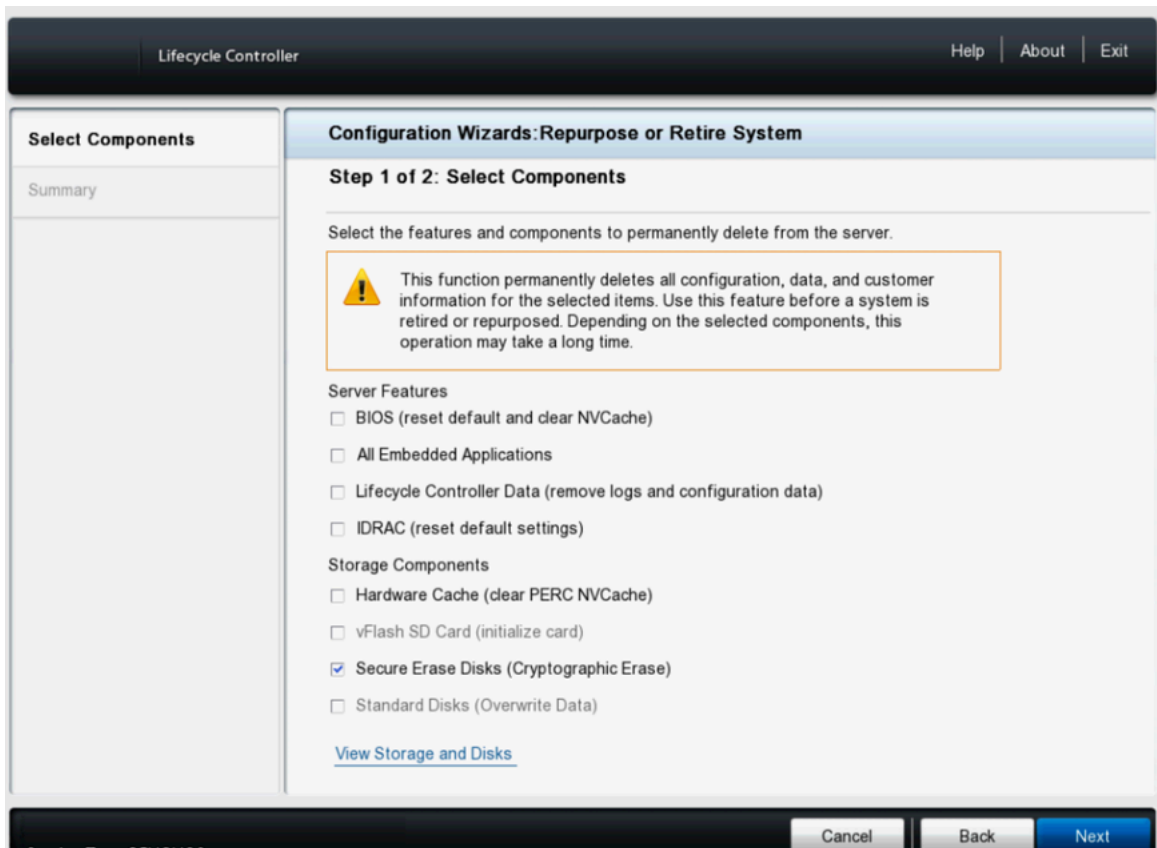 Lifecycle Controller
Help
About
Exit
Select Components
Summary
Configuration Wizards:Repurpose or Retire System
Step 1 of 2: Select Components
Select the features and components to permanently delete from the server.
This function permanently deletes all configuration, data, and customer
information for the selected items. Use this feature before a system is
retired or repurposed. Depending on the selected components, this
operation may take a long time.
Server Features
BIOS (reset default and clear NVCache)
All Embedded Applications
Lifecycle Controller Data (remove logs and configuration data)
IDRAC (reset default settings)
Storage Components
Hardware Cache (clear PERC NVCache)
vFlash SD Card (initialize card)
Secure Erase Disks (Cryptographic Erase)
Standard Disks (Overwrite Data)
View Storage and Disks
Cancel
Back
Next